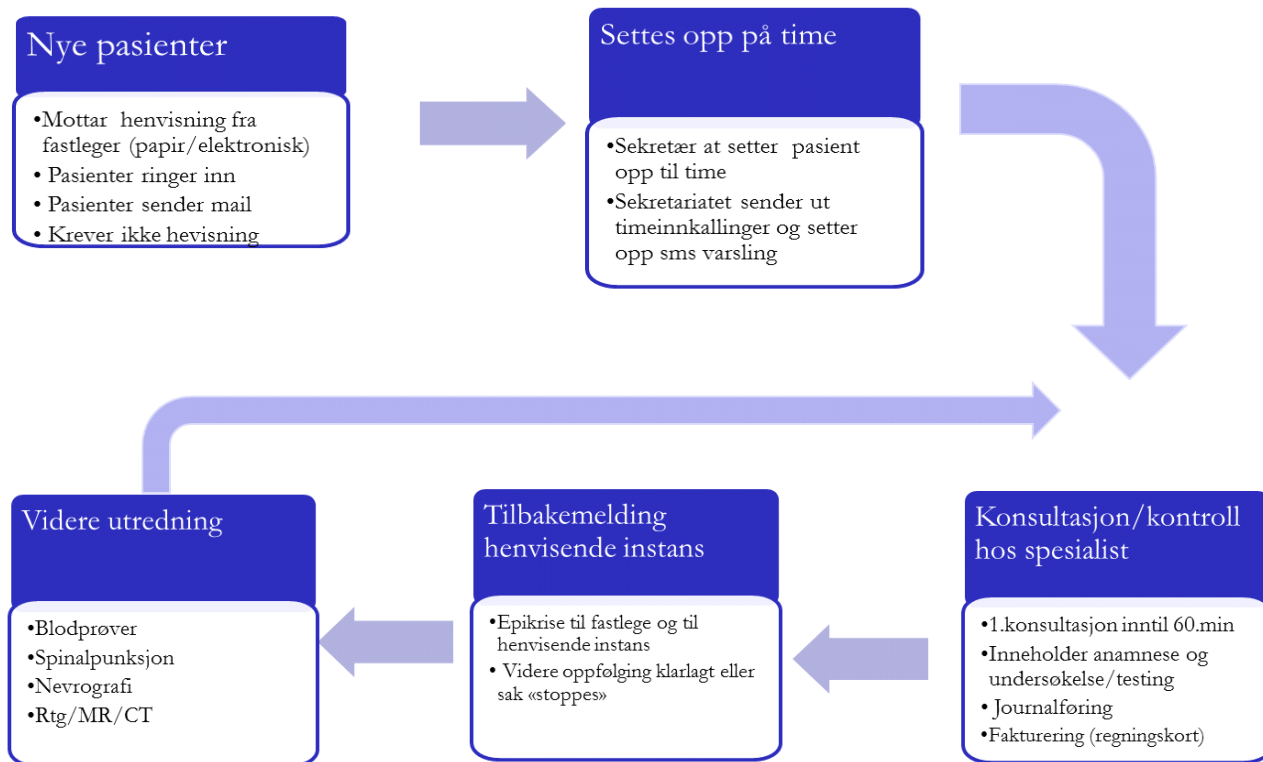 Nye pasienter
•Mottar henvisning fra
fastleger (papir/elektronisk)
• Pasienter ringer inn
• Pasienter sender mail
• Krever ikke hevisning
Settes opp på time
•Sekretær at setter pasient
opp til time
•Sekretariatet sender ut
timeinnkallinger og setter
opp sms varsling
Konsultasjon/kontroll
hos spesialist
•1.konsultasjon inntil 60.min
•Inneholder anamnese og
undersøkelse/testing
• Journalføring
•Fakturering (regningskort)
Tilbakemelding
henvisende instans
•Epikrise til fastlege og til
henvisende instans
• Videre oppfølging klarlagt eller
sak «stoppes»
Videre utredning
•Blodprøver
•Spinalpunksjon
•Nevrografi
•Rtg/MR/CT